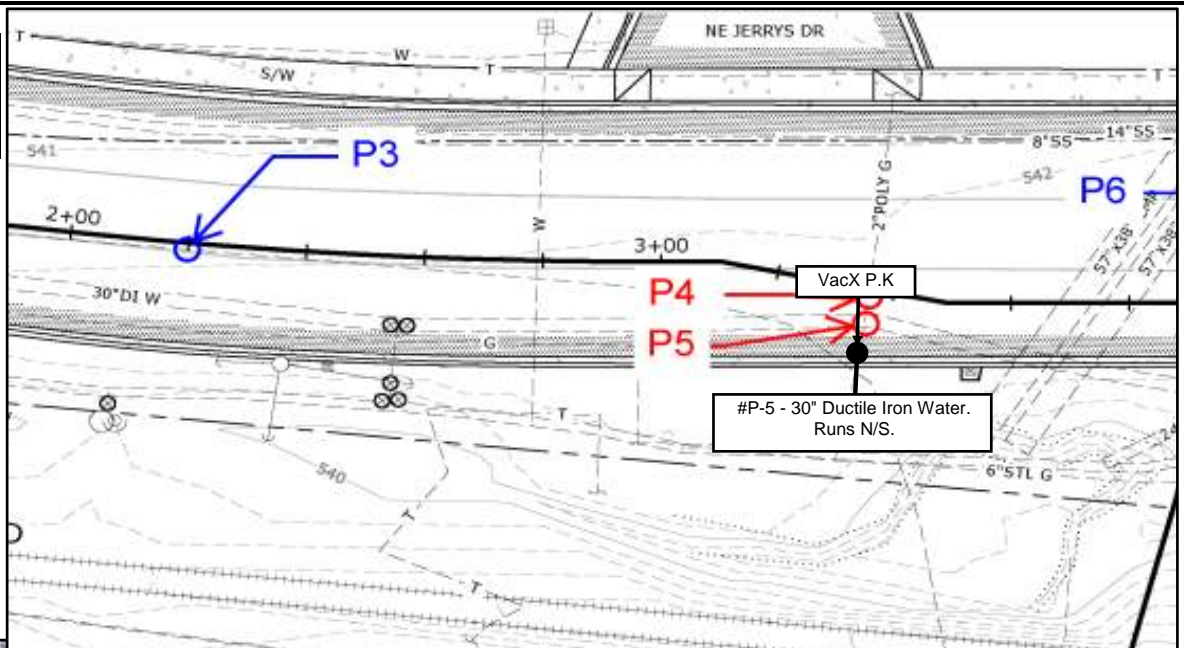 NE JERRYS DR
T
W
T
T
S/W
8"SS
14"SS
541
P3
542
P6
2"POLY G
W
2+00
3+00
57"X38"
57"X38"
30"DI W
P4
VacX P.K
P5
G
#P-5 - 30" Ductile Iron Water.
Runs N/S.
T
540
6"STL G
T
T